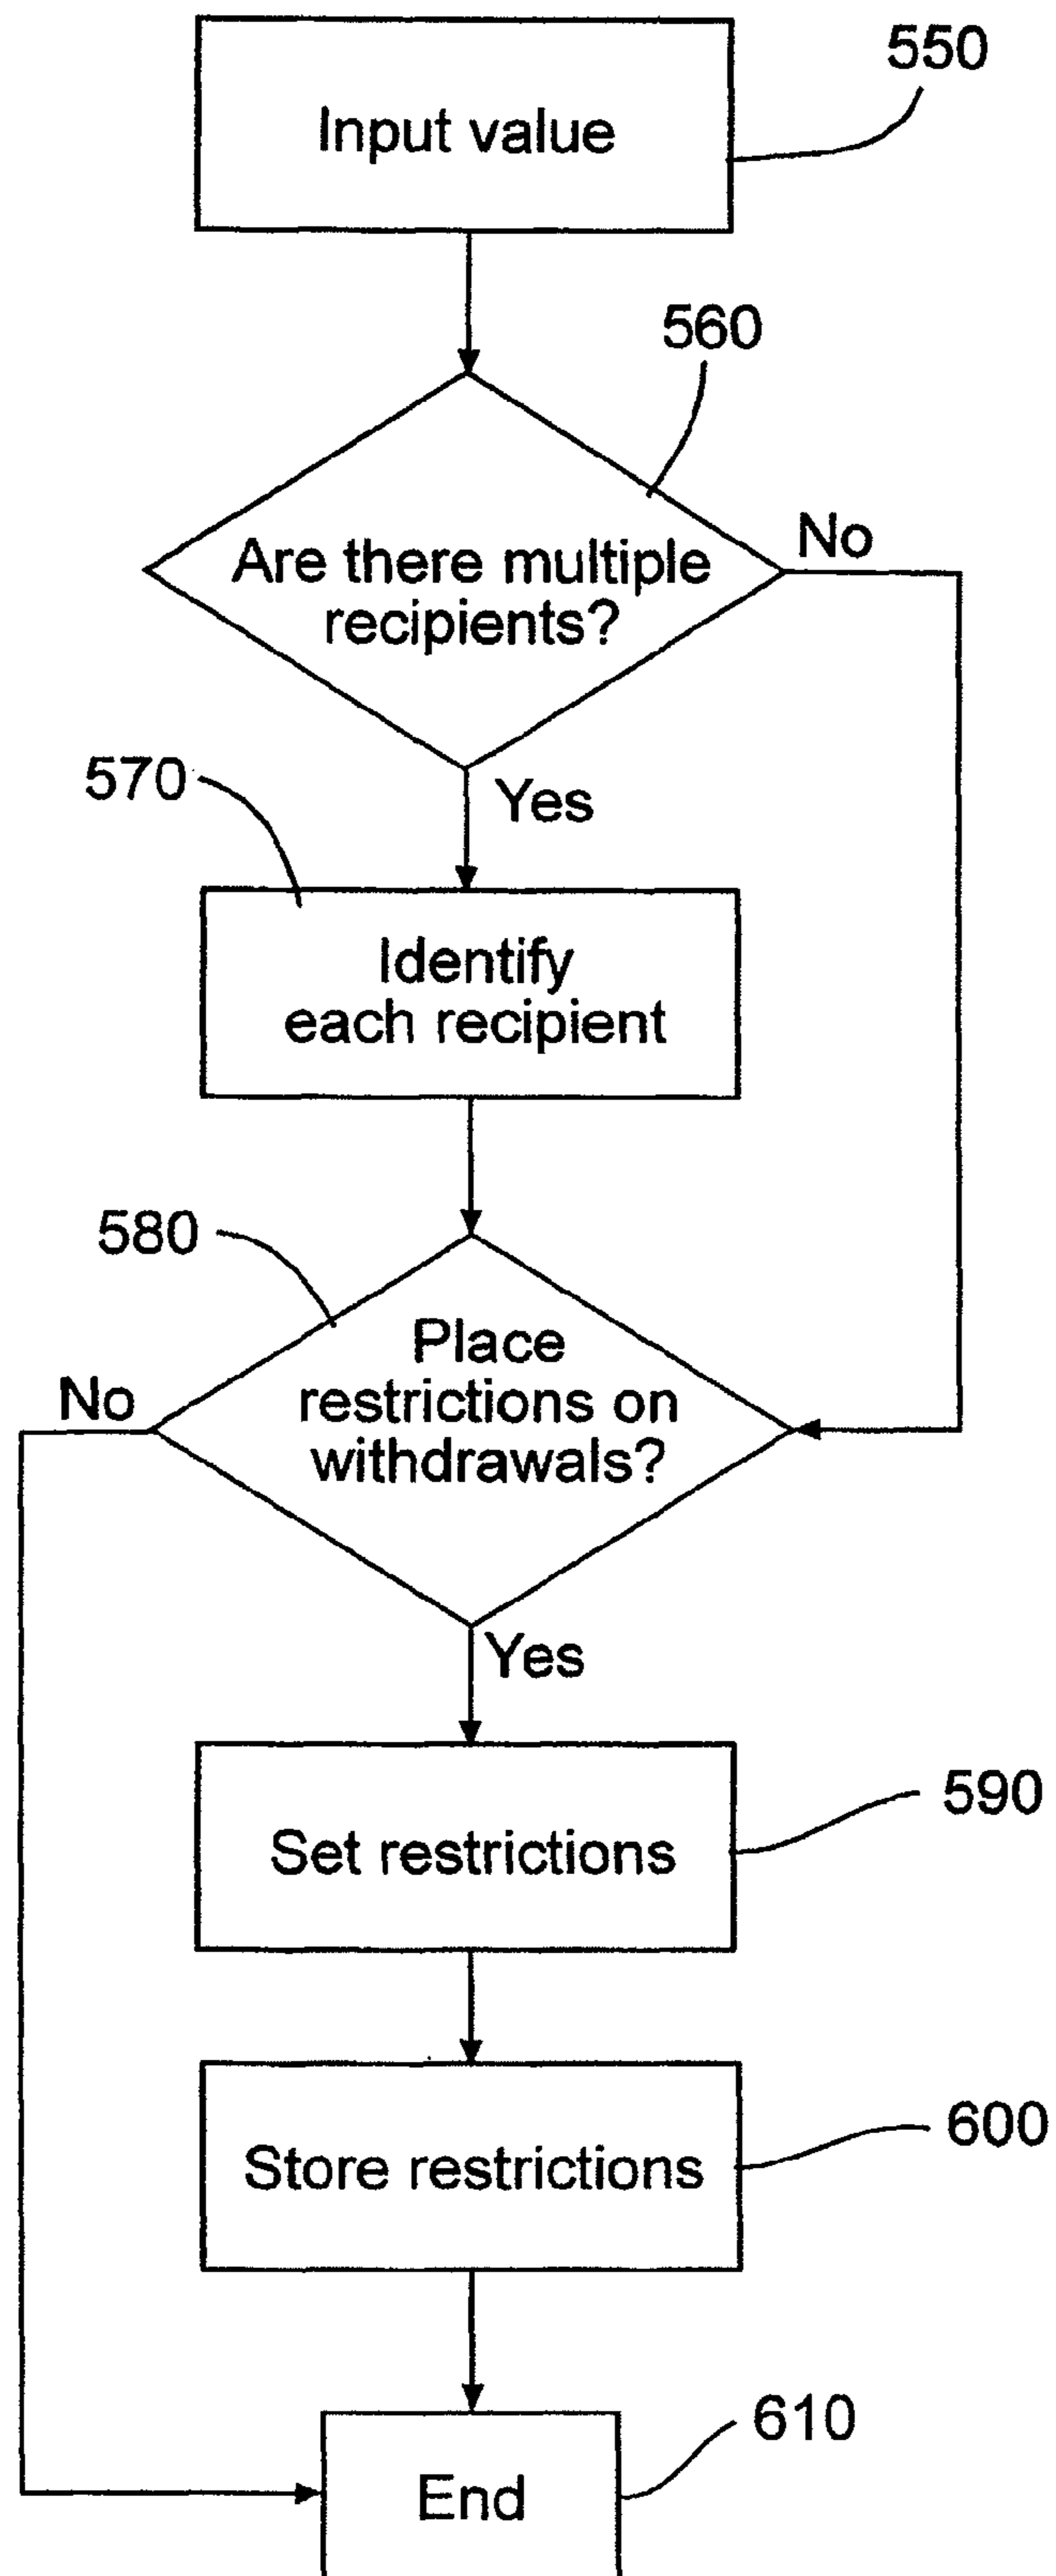 Input value
550
560
Are there multiple
recipients?
No
Yes
570
Identify
each recipient
580
Place
restrictions on
withdrawals?
No
Yes
Set restrictions
590
Store restrictions
600
End
610